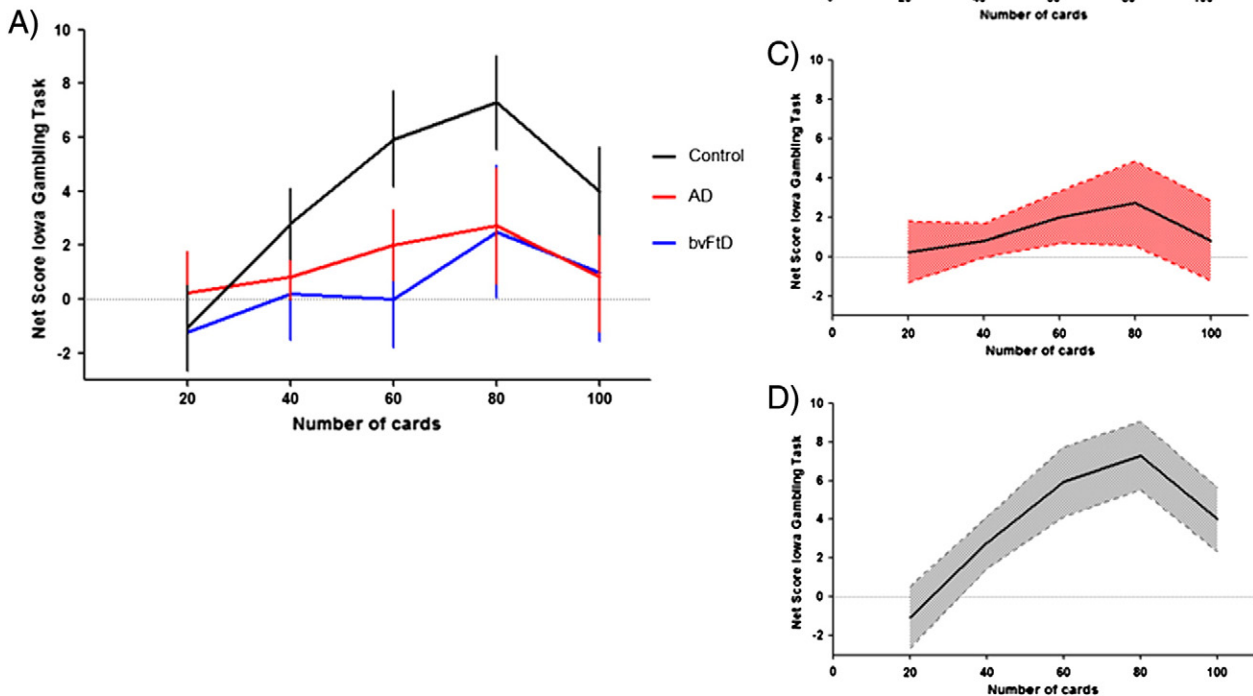 A)
10
8
6
4
2
0
-2
Net Score Iowa Gambling Task
20 40 60 80 100
Number of cards
Control
AD
bvFtD
Number of cards
C)
10
8
6
4
2
0
-2
Net Score Iowa Gambling Task
0 20 40 60 80 100
Number of cards
D)
10
8
6
4
2
0
-2
Net Score Iowa Gambling Task
0 20 40 60 80 100
Number of cards